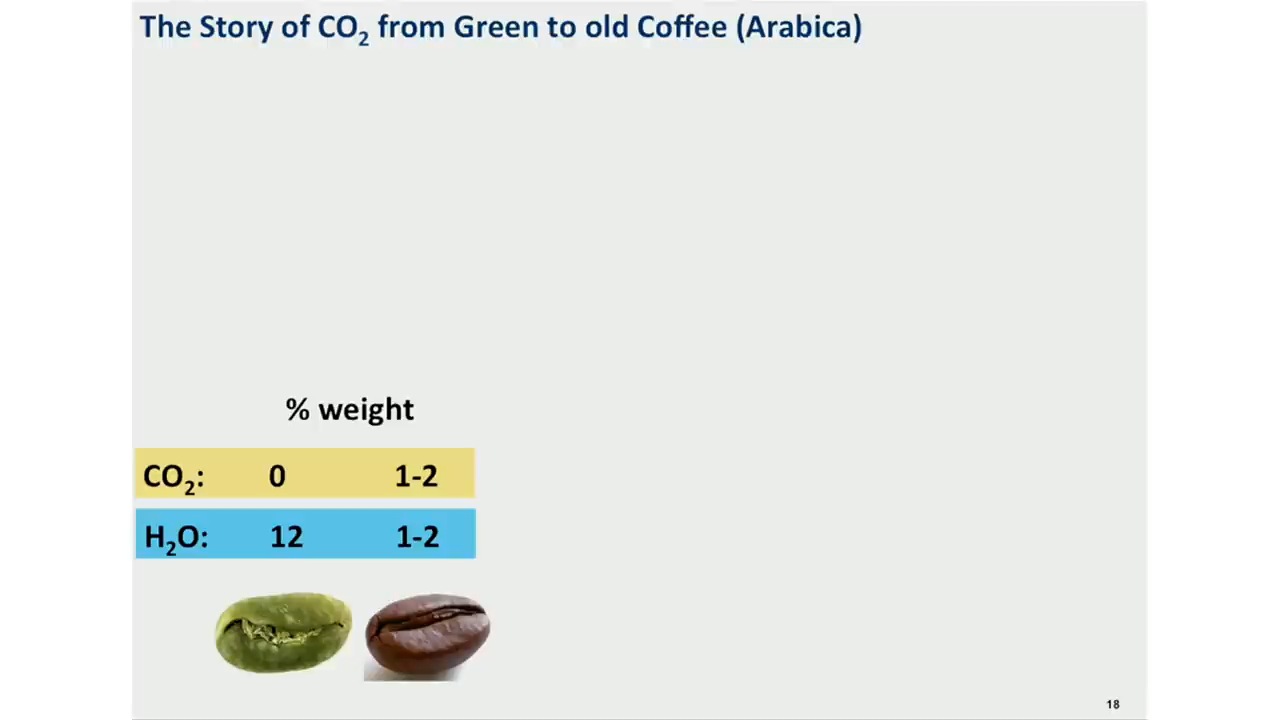 The Story of CO₂ from Green to old Coffee (Arabica)
% weight
CO₂: 0 1-2
H₂O: 12 1-2
18